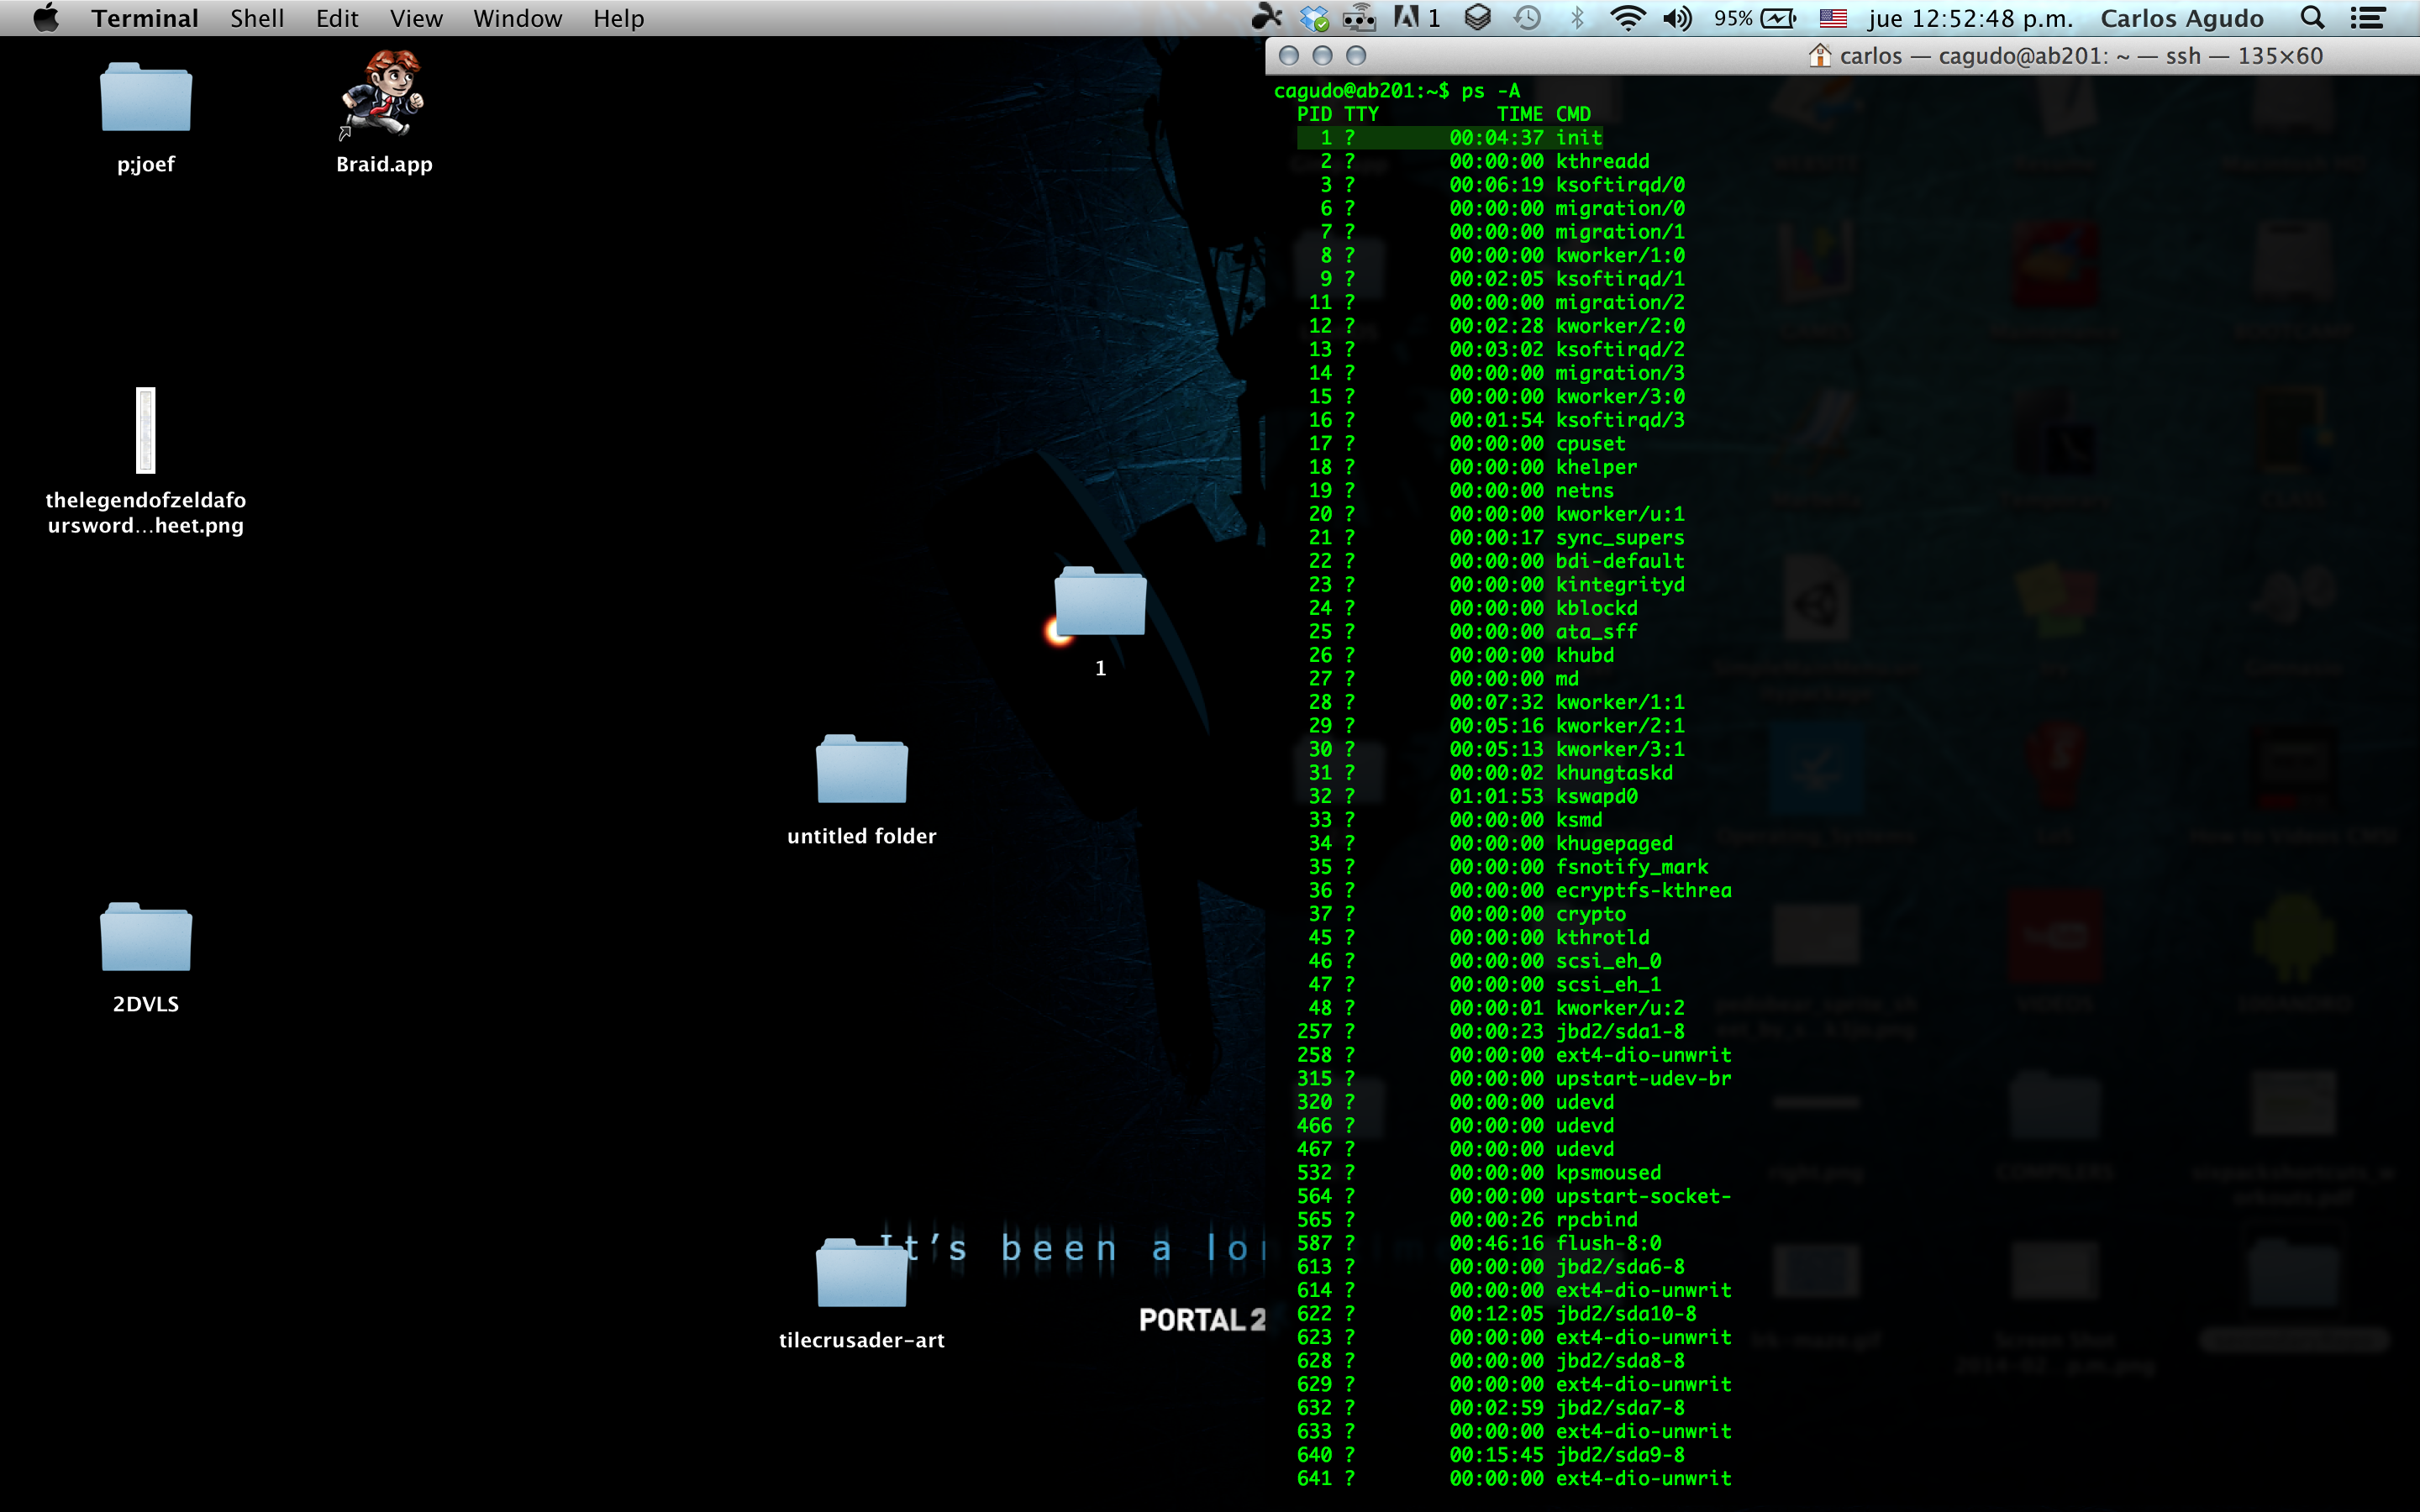 Terminal Shell Edit View Window Help
1 95% jue 12:52:48 p.m. Carlos Agudo
p;joef
Braid.app
thelegendofzeldafo
ursword...heet.png
1
untitled folder
2DVLS
It's been a lon
PORTAL 2
tilecrusader-art
carlos — cagudo@ab201: ~ — ssh — 135×60
cagudo@ab201:~$ ps -A
PID TTY TIME CMD
1 ? 00:04:37 init
2 ? 00:00:00 kthreadd
3 ? 00:06:19 ksoftirqd/0
6 ? 00:00:00 migration/0
7 ? 00:00:00 migration/1
8 ? 00:00:00 kworker/1:0
9 ? 00:02:05 ksoftirqd/1
11 ? 00:00:00 migration/2
12 ? 00:02:28 kworker/2:0
13 ? 00:03:02 ksoftirqd/2
14 ? 00:00:00 migration/3
15 ? 00:00:00 kworker/3:0
16 ? 00:01:54 ksoftirqd/3
17 ? 00:00:00 cpuset
18 ? 00:00:00 khelper
19 ? 00:00:00 netns
20 ? 00:00:00 kworker/u:1
21 ? 00:00:17 sync_supers
22 ? 00:00:00 bdi-default
23 ? 00:00:00 kintegrityd
24 ? 00:00:00 kblockd
25 ? 00:00:00 ata_sff
26 ? 00:00:00 khubd
27 ? 00:00:00 md
28 ? 00:07:32 kworker/1:1
29 ? 00:05:16 kworker/2:1
30 ? 00:05:13 kworker/3:1
31 ? 00:00:02 khungtaskd
32 ? 01:01:53 kswapd0
33 ? 00:00:00 ksmd
34 ? 00:00:00 khugepaged
35 ? 00:00:00 fsnotify_mark
36 ? 00:00:00 ecryptfs-kthrea
37 ? 00:00:00 crypto
45 ? 00:00:00 kthrotld
46 ? 00:00:00 scsi_eh_0
47 ? 00:00:00 scsi_eh_1
48 ? 00:00:01 kworker/u:2
257 ? 00:00:23 jbd2/sda1-8
258 ? 00:00:00 ext4-dio-unwrit
315 ? 00:00:00 upstart-udev-br
320 ? 00:00:00 udevd
466 ? 00:00:00 udevd
467 ? 00:00:00 udevd
532 ? 00:00:00 kpsmoused
564 ? 00:00:00 upstart-socket-
565 ? 00:00:26 rpcbind
587 ? 00:46:16 flush-8:0
613 ? 00:00:00 jbd2/sda6-8
614 ? 00:00:00 ext4-dio-unwrit
622 ? 00:12:05 jbd2/sda10-8
623 ? 00:00:00 ext4-dio-unwrit
628 ? 00:00:00 jbd2/sda8-8
629 ? 00:00:00 ext4-dio-unwrit
632 ? 00:02:59 jbd2/sda7-8
633 ? 00:00:00 ext4-dio-unwrit
640 ? 00:15:45 jbd2/sda9-8
641 ? 00:00:00 ext4-dio-unwrit